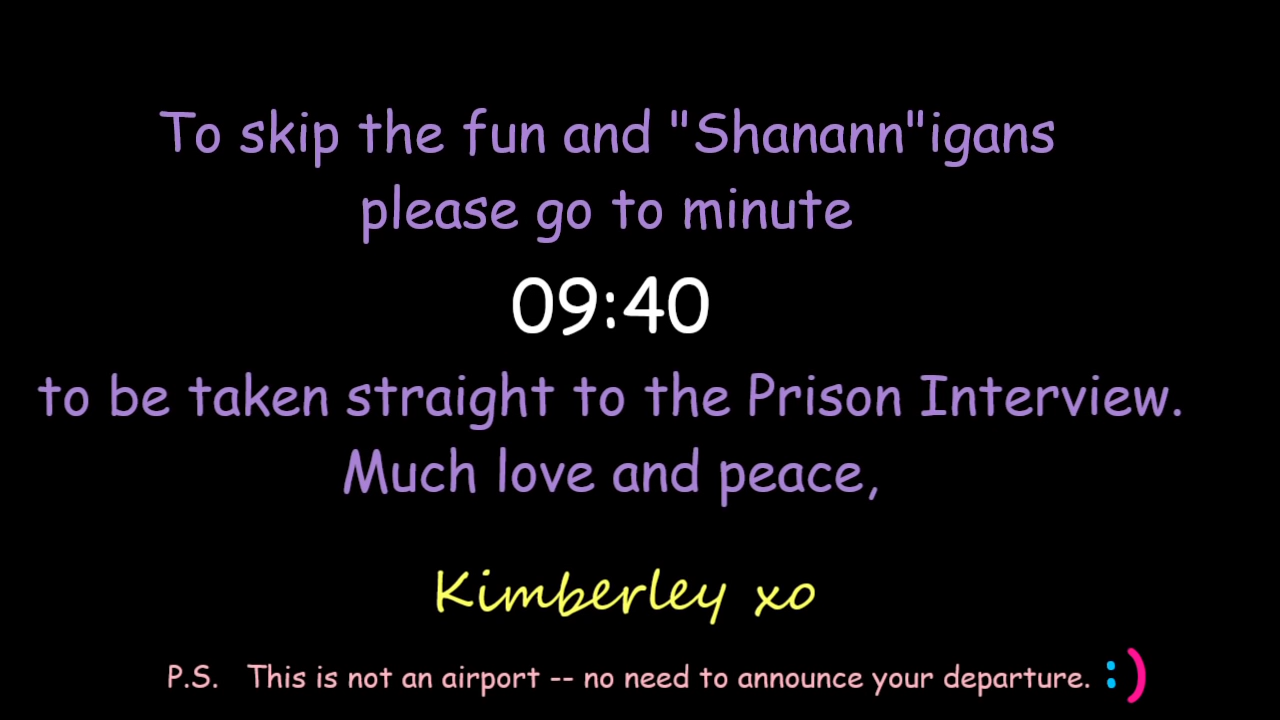 To skip the fun and "Shanann"igans
please go to minute
09:40
to be taken straight to the Prison Interview.
Much love and peace,
Kimberley xo
P.S. This is not an airport -- no need to announce your departure. :)